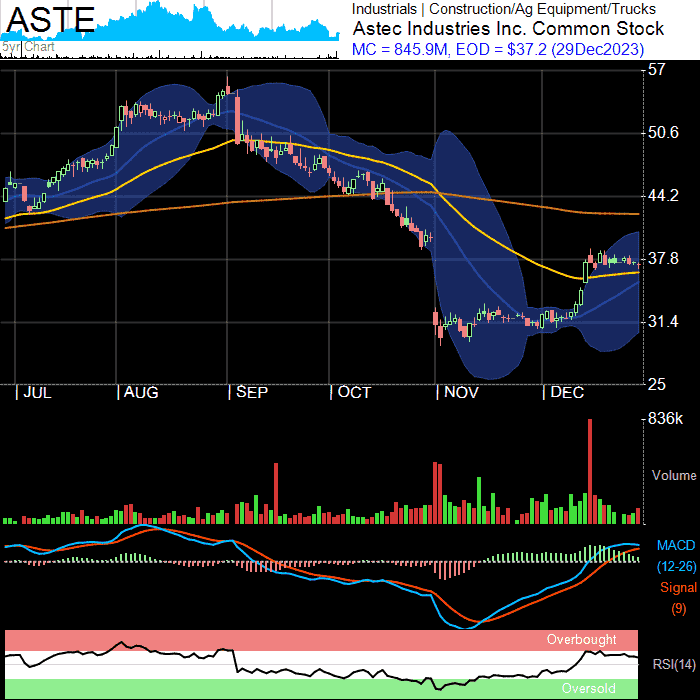 ASTE
5yr Chart
Industrials | Construction/Ag Equipment/Trucks
Astec Industries Inc. Common Stock
MC = 845.9M, EOD = $37.2 (29Dec2023)
57
50.6
44.2
37.8
31.4
25
JUL AUG SEP OCT NOV DEC
836k
Volume
MACD
(12-26)
Signal
(9)
Overbought
RSI(14)
Oversold